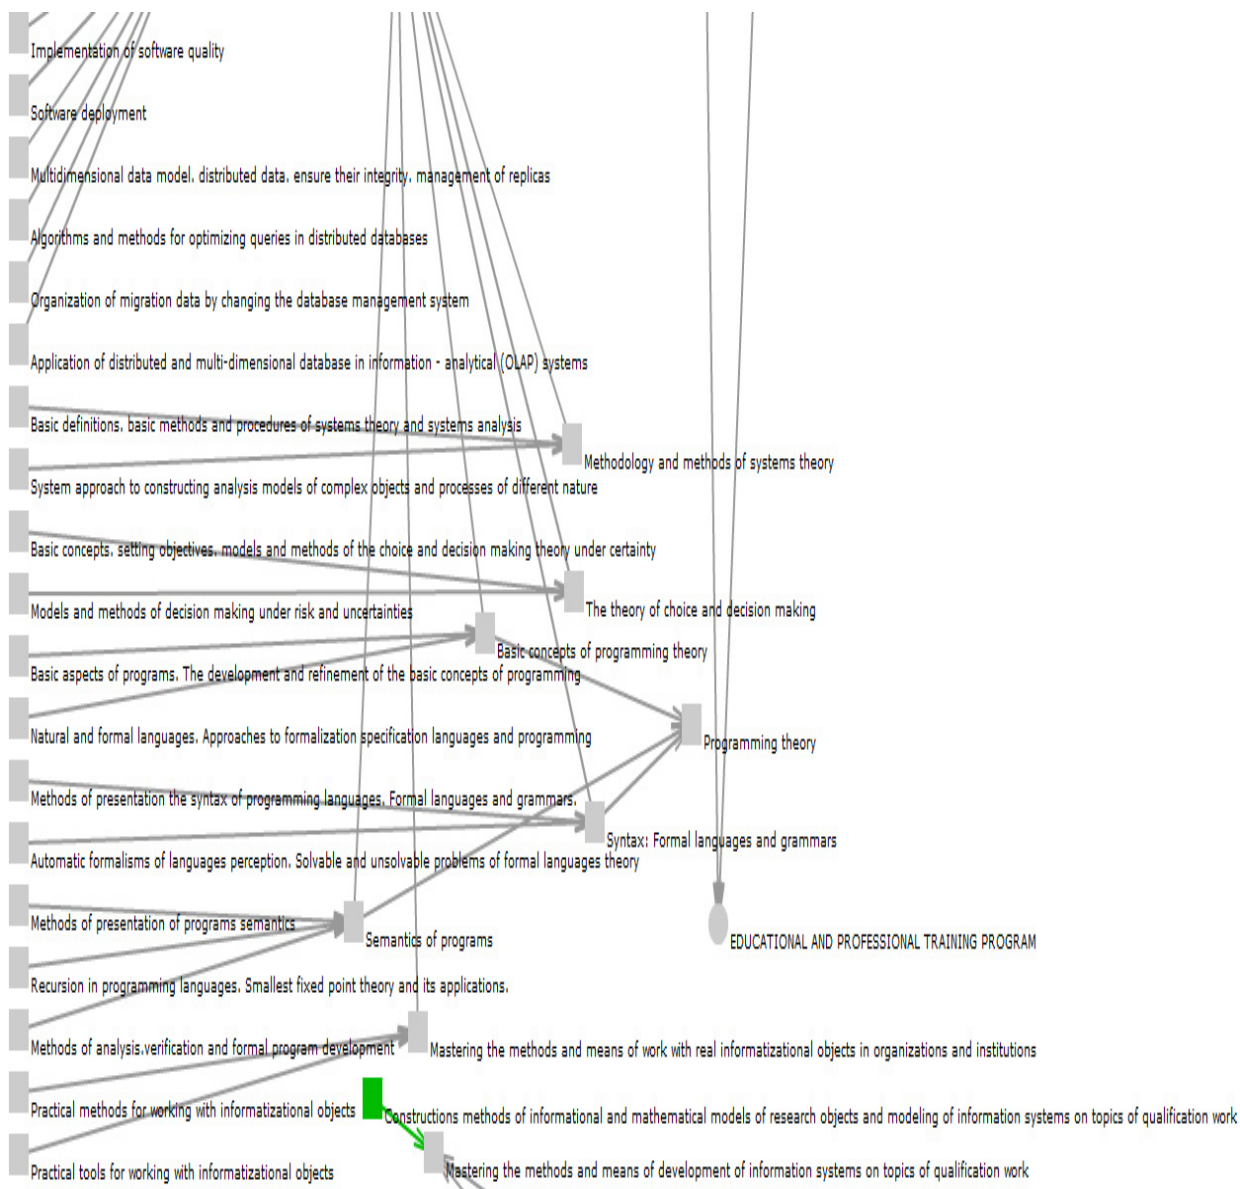 Implementation of software quality
Software deployment
Multidimensional data model. distributed data. ensure their integrity. management of replicas
Algorithms and methods for optimizing queries in distributed databases
Organization of migration data by changing the database management system
Application of distributed and multi-dimensional database in information - analytical (OLAP) systems
Basic definitions. basic methods and procedures of systems theory and systems analysis
Methodology and methods of systems theory
System approach to constructing analysis models of complex objects and processes of different nature
Basic concepts. setting objectives. models and methods of the choice and decision making theory under certainty
Models and methods of decision making under risk and uncertainties
The theory of choice and decision making
Basic concepts of programming theory
Basic aspects of programs. The development and refinement of the basic concepts of programming
Natural and formal languages. Approaches to formalization specification languages and programming
Programming theory
Methods of presentation the syntax of programming languages. Formal languages and grammars.
Syntax: Formal languages and grammars
Automatic formalisms of languages perception. Solvable and unsolvable problems of formal languages theory
Methods of presentation of programs semantics
Semantics of programs
EDUCATIONAL AND PROFESSIONAL TRAINING PROGRAM
Recursion in programming languages. Smallest fixed point theory and its applications.
Methods of analysis.verification and formal program development
Mastering the methods and means of work with real informatizational objects in organizations and institutions
Practical methods for working with informatizational objects
Constructions methods of informational and mathematical models of research objects and modeling of information systems on topics of qualification work
Practical tools for working with informatizational objects
Mastering the methods and means of development of information systems on topics of qualification work